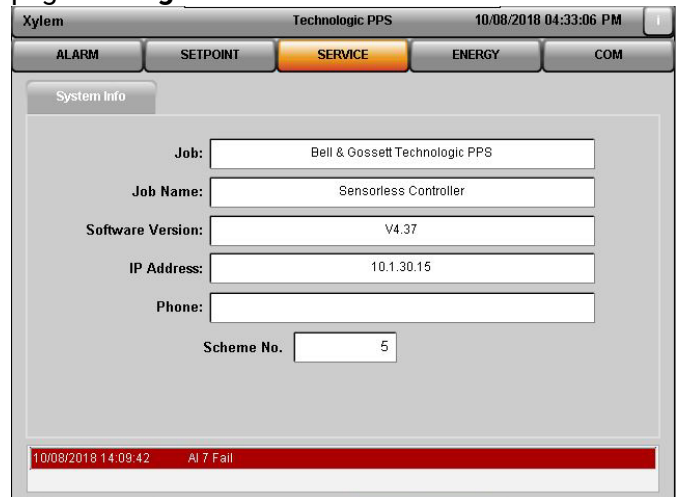 Xylem Technologic PPS 10/08/2018 04:33:06 PM
ALARM SETPOINT SERVICE ENERGY COM
System Info
Job: Bell & Gossett Technologic PPS
Job Name: Sensorless Controller
Software Version: V4.37
IP Address: 10.1.30.15
Phone:
Scheme No. 5
10/08/2018 14:09:42 AI 7 Fail